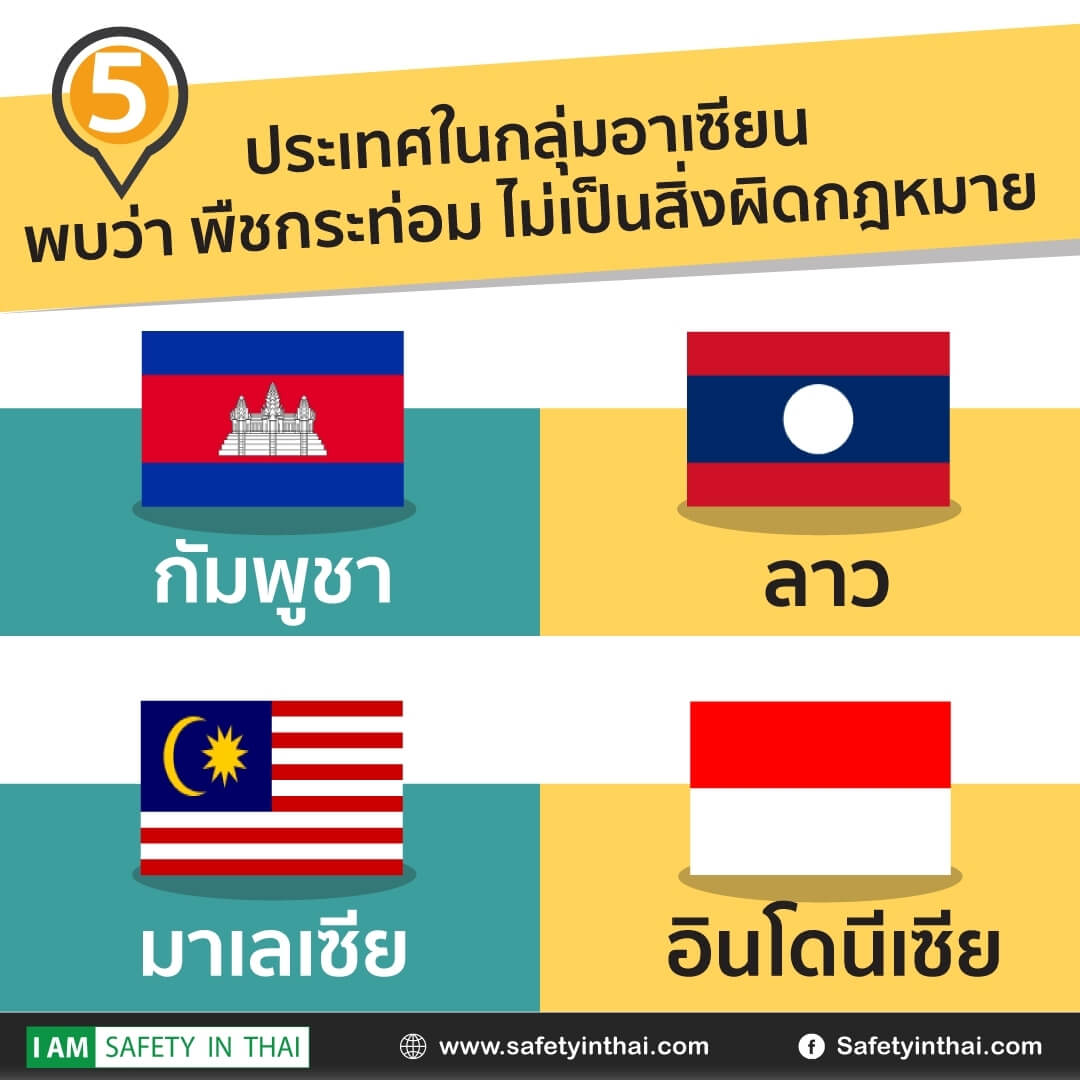 5
ประเทศในกลุ่มอาเซียน
พบว่า พืชกระท่อม ไม่เป็นสิ่งผิดกฎหมาย
กัมพูชา
ลาว
มาเลเซีย
อินโดนีเซีย
I AM SAFETY IN THAI
www.safetyinthai.com
Safetyinthai.com